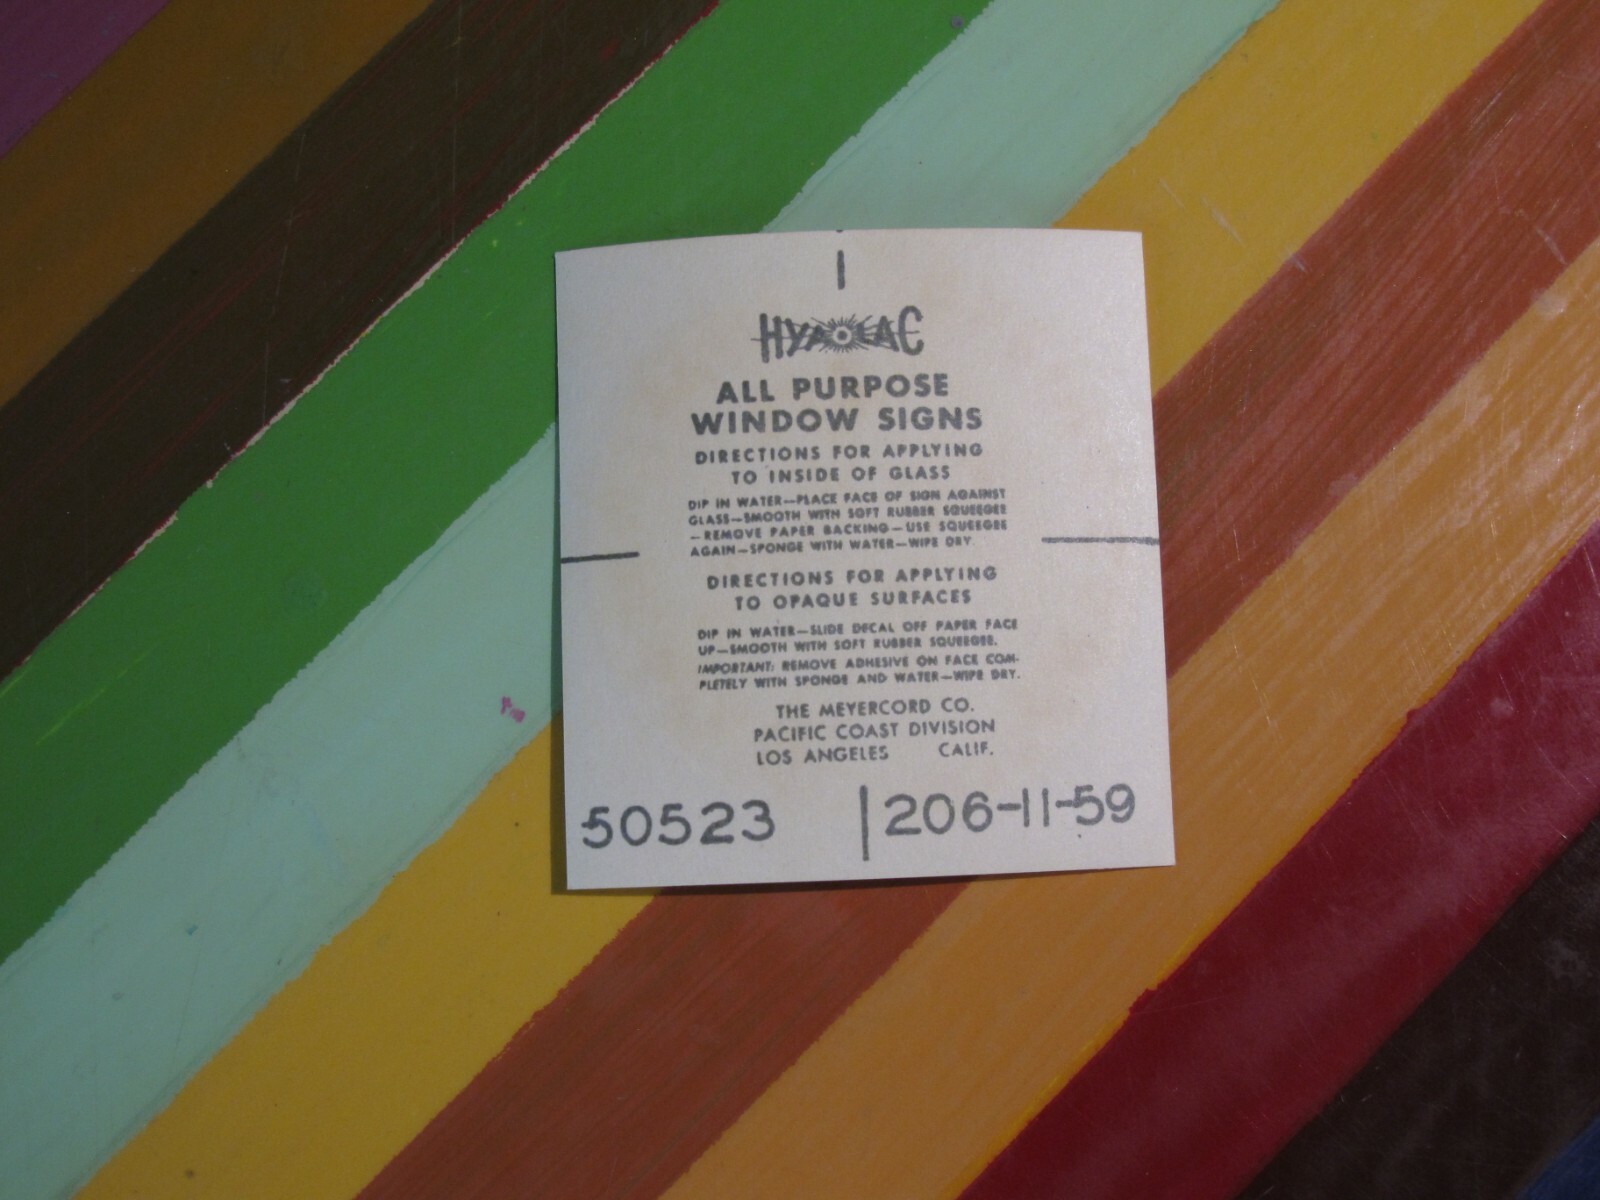 HYALAC
ALL PURPOSE
WINDOW SIGNS
DIRECTIONS FOR APPLYING
TO INSIDE OF GLASS
DIP IN WATER—PLACE FACE OF SIGN AGAINST
GLASS—SMOOTH WITH SOFT RUBBER SQUEEGEE
—REMOVE PAPER BACKING—USE SQUEEGEE
AGAIN—SPONGE WITH WATER—WIPE DRY.
DIRECTIONS FOR APPLYING
TO OPAQUE SURFACES
DIP IN WATER—SLIDE DECAL OFF PAPER FACE
UP—SMOOTH WITH SOFT RUBBER SQUEEGEE.
IMPORTANT: REMOVE ADHESIVE ON FACE COM-
PLETELY WITH SPONGE AND WATER—WIPE DRY.
THE MEYERCORD CO.
PACIFIC COAST DIVISION
LOS ANGELES CALIF.
50523 206-11-59